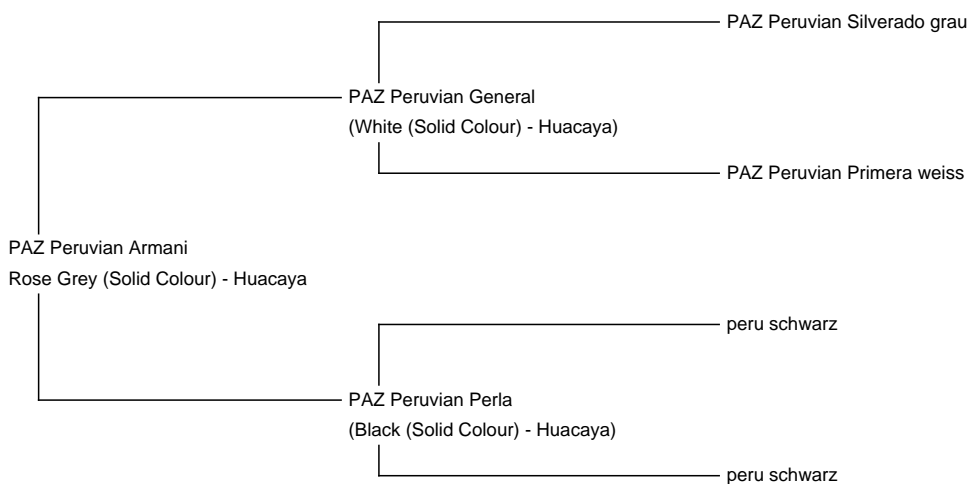 PAZ Peruvian Silverado grau
PAZ Peruvian General
(White (Solid Colour) - Huacaya)
PAZ Peruvian Primera weiss
PAZ Peruvian Armani
Rose Grey (Solid Colour) - Huacaya
peru schwarz
PAZ Peruvian Perla
(Black (Solid Colour) - Huacaya)
peru schwarz